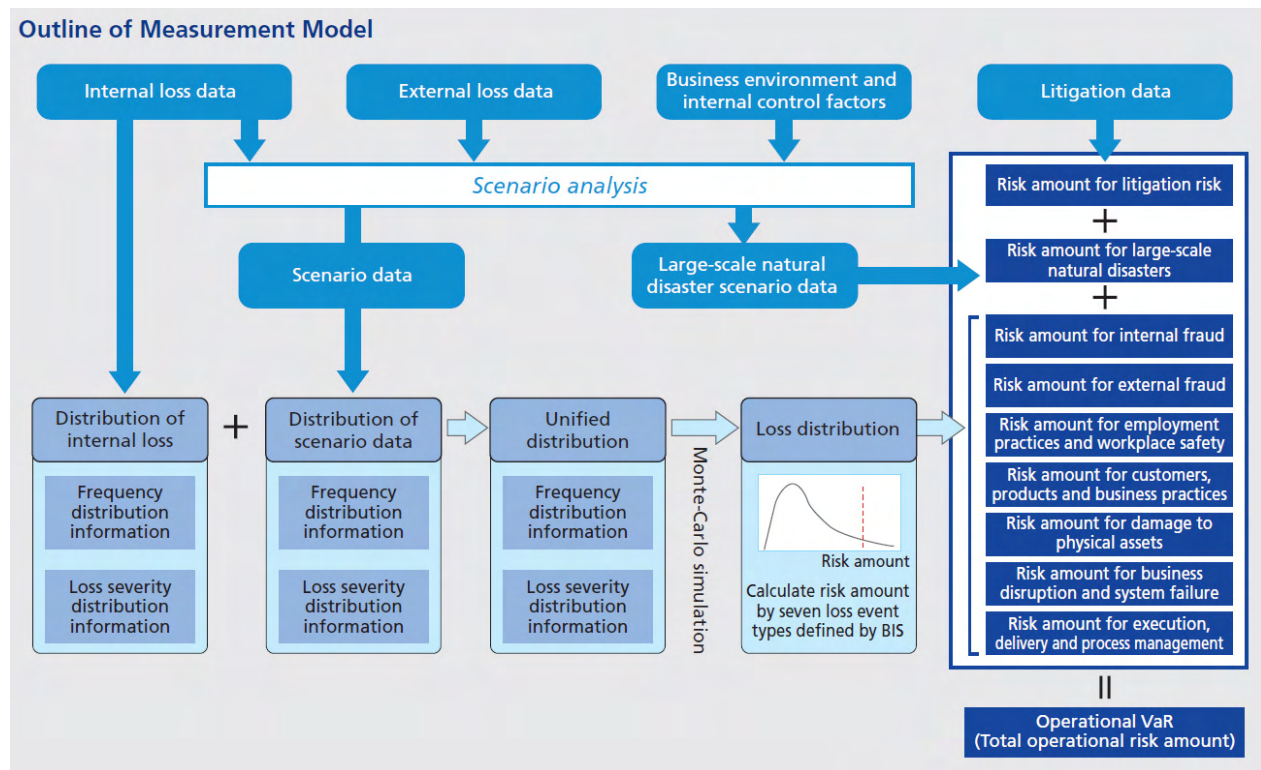 Outline of Measurement Model
Internal loss data
External loss data
Business environment and
internal control factors
Litigation data
Scenario analysis
Risk amount for litigation risk
+
Scenario data
Large-scale natural
disaster scenario data
Risk amount for large-scale
natural disasters
+
Distribution of
internal loss
+
Distribution of
scenario data
Unified
distribution
Monte-Carlo simulation
Loss distribution
Frequency
distribution
information
Frequency
distribution
information
Frequency
distribution
information
Risk amount
Loss severity
distribution
information
Loss severity
distribution
information
Loss severity
distribution
information
Calculate risk amount
by seven loss event
types defined by BIS
Risk amount for internal fraud
Risk amount for external fraud
Risk amount for employment
practices and workplace safety
Risk amount for customers,
products and business practices
Risk amount for damage to
physical assets
Risk amount for business
disruption and system failure
Risk amount for execution,
delivery and process management
=
Operational VaR
(Total operational risk amount)